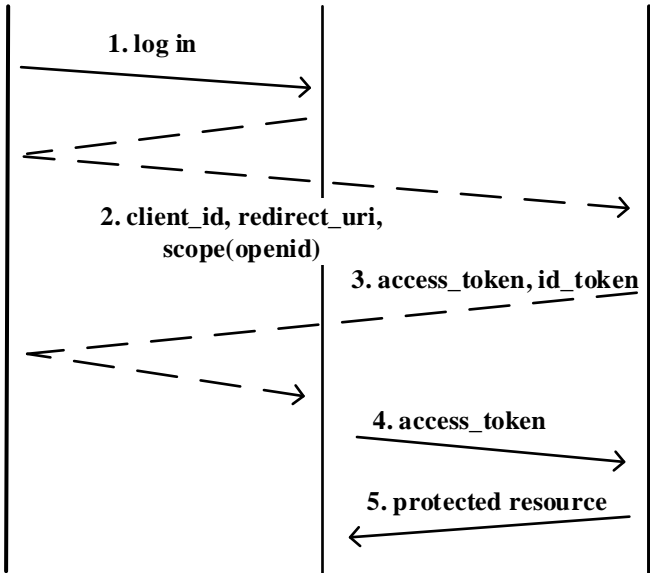 1. log in
2. client_id, redirect_uri,
scope(openid)
3. access_token, id_token
4. access_token
5. protected resource